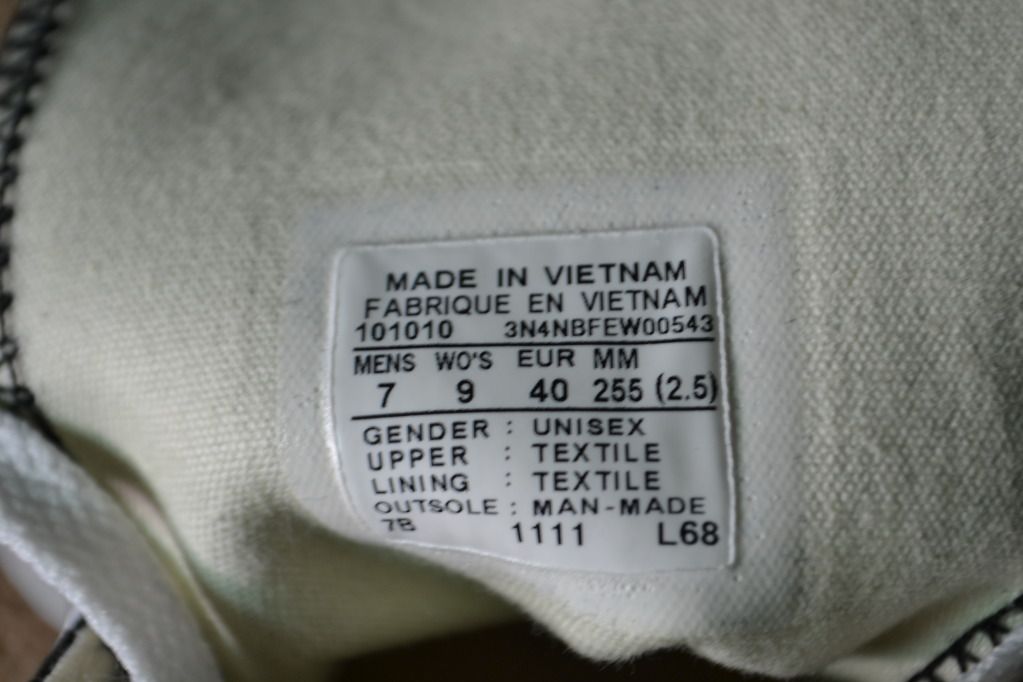 MADE IN VIETNAM
FABRIQUE EN VIETNAM
101010 3N4NBFEW00543
MENS WO'S EUR MM
7 9 40 255 (2.5)
GENDER : UNISEX
UPPER : TEXTILE
LINING : TEXTILE
OUTSOLE : MAN-MADE
7B 1111 L68